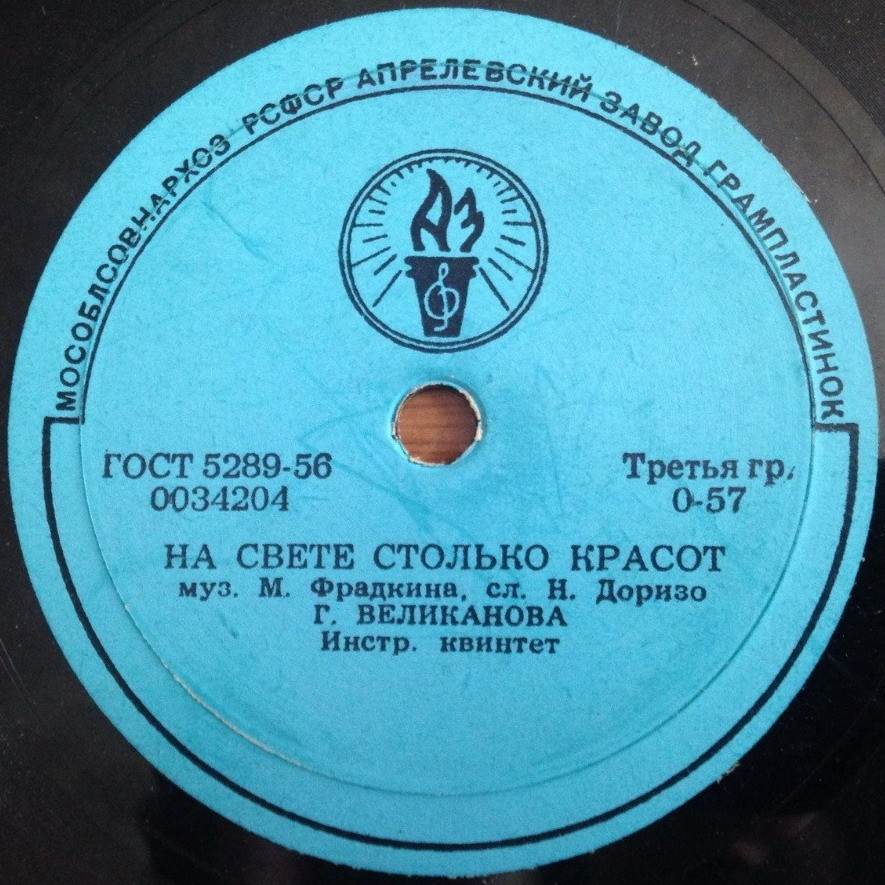 МОСОБЛСОВНАРХОЗ РСФСР АПРЕЛЕВСКИЙ ЗАВОД ГРАМПЛАСТИНОК
АЗ
ГОСТ 5289-56
0034204
Третья гр.
0-57
НА СВЕТЕ СТОЛЬКО КРАСОТ
муз. М. Фрадкина, сл. Н. Доризо
Г. ВЕЛИКАНОВА
Инстр. квинтет